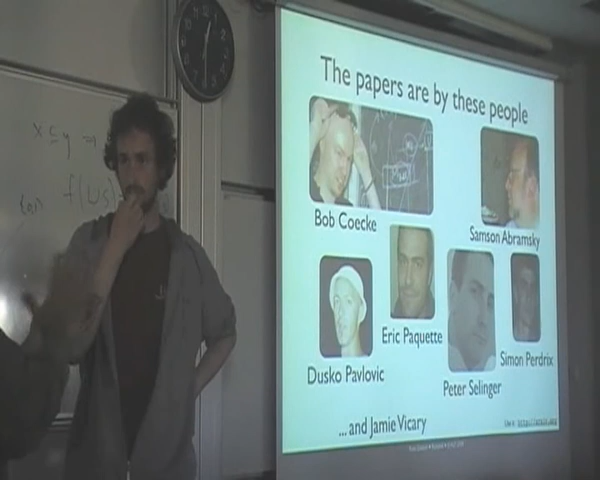 x ⊆ y ⇒
f(∪s)
The papers are by these people
Bob Coecke
Samson Abramsky
Eric Paquette
Dusko Pavlovic
Simon Perdrix
Peter Selinger
... and Jamie Vicary